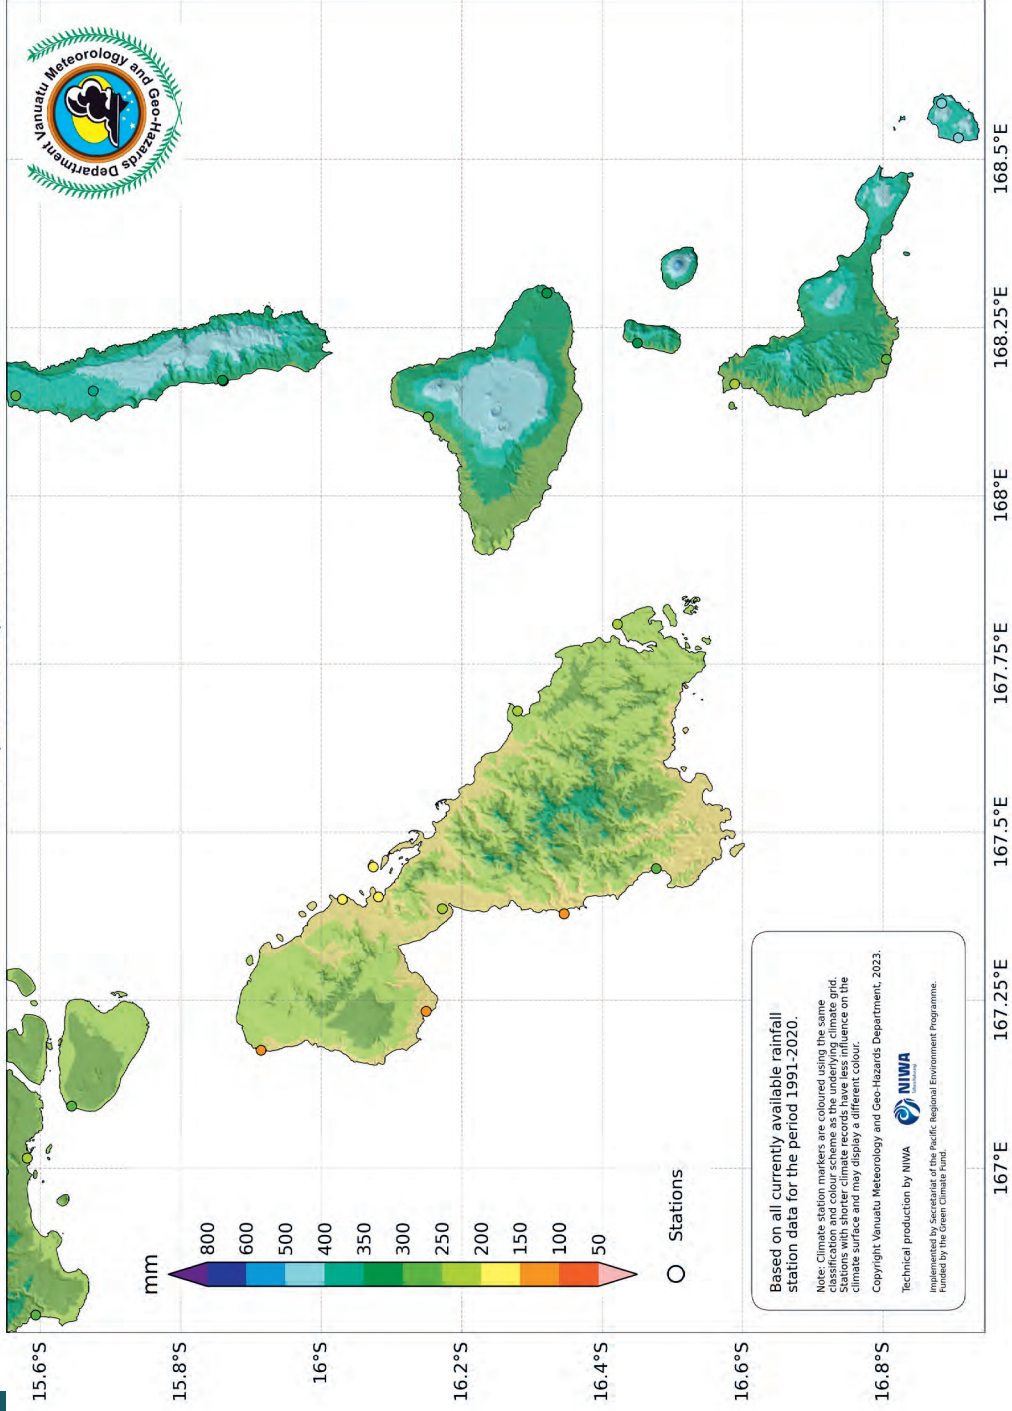 Vanuatu Meteorology and Geo-Hazards Department
15.6°S
15.8°S
16°S
16.2°S
16.4°S
16.6°S
16.8°S
mm
800
600
500
400
350
300
250
200
150
100
50
Stations
Based on all currently available rainfall
station data for the period 1991-2020.
Note: Climate station markers are coloured using the same
classification and colour scheme as the underlying climate grid.
Stations with shorter climate records have less influence on the
climate surface and may display a different colour.
Copyright Vanuatu Meteorology and Geo-Hazards Department, 2023.
Technical production by NIWA
NIWA
Implemented by Secretariat of the Pacific Regional Environment Programme.
Funded by the Green Climate Fund.
167°E
167.25°E
167.5°E
167.75°E
168°E
168.25°E
168.5°E